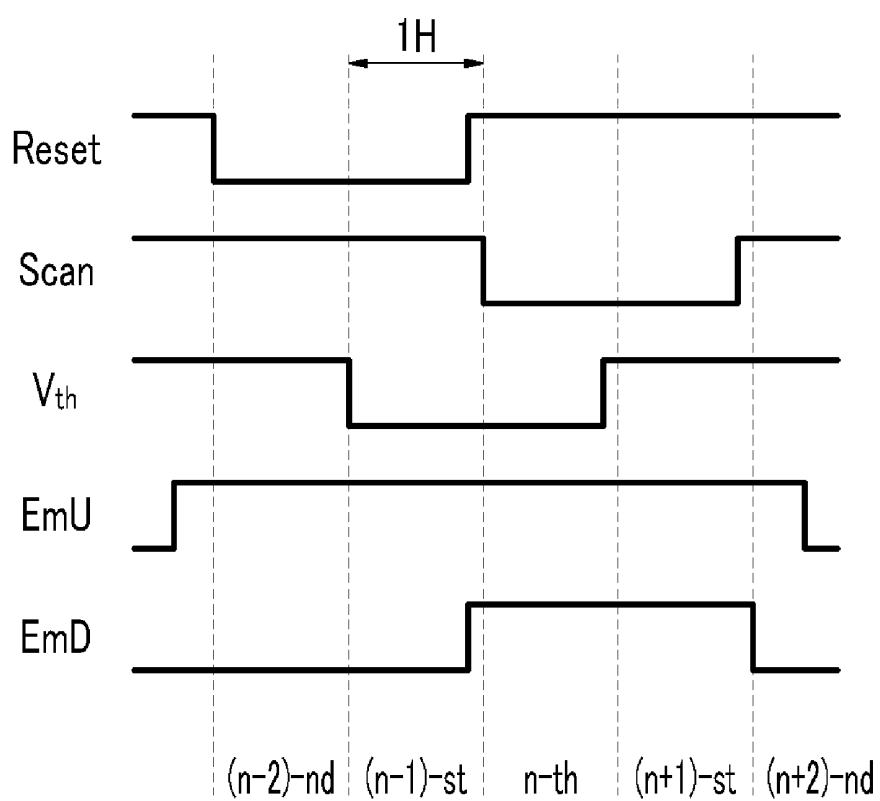 1H
Reset
Scan
Vth
EmU
EmD
(n-2)-nd (n-1)-st n-th (n+1)-st (n+2)-nd